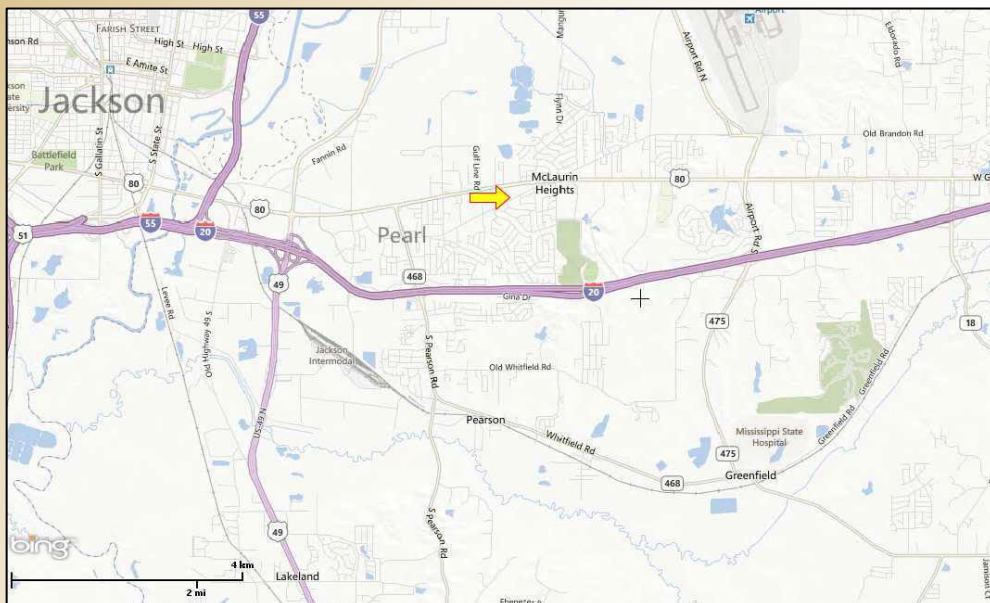 55
Airport
FARISH STREET
High St
High St
E Amite St
Jackson
S State St
S Gallatin St
Battlefield
Park
80
80
51
55
20
Fannin Rd
Gulf Line Rd
Flynn Dr
Airport Rd N
Eldorado Rd
Old Brandon Rd
McLaurin
Heights
80
W G
Pearl
468
Airport Rd S
49
Gina Dr
20
475
18
Levee Rd
Old Highway 49 S
Jackson
Intermodal
S Pearson Rd
Old Whitfield Rd
Pearson
Whitfield Rd
Greenfield Rd
Greenfield Rd
Mississippi State
Hospital
US-49 N
475
468
Greenfield
49
S Pearson Rd
bing
4 km
2 mi
Lakeland
Jamison Ct